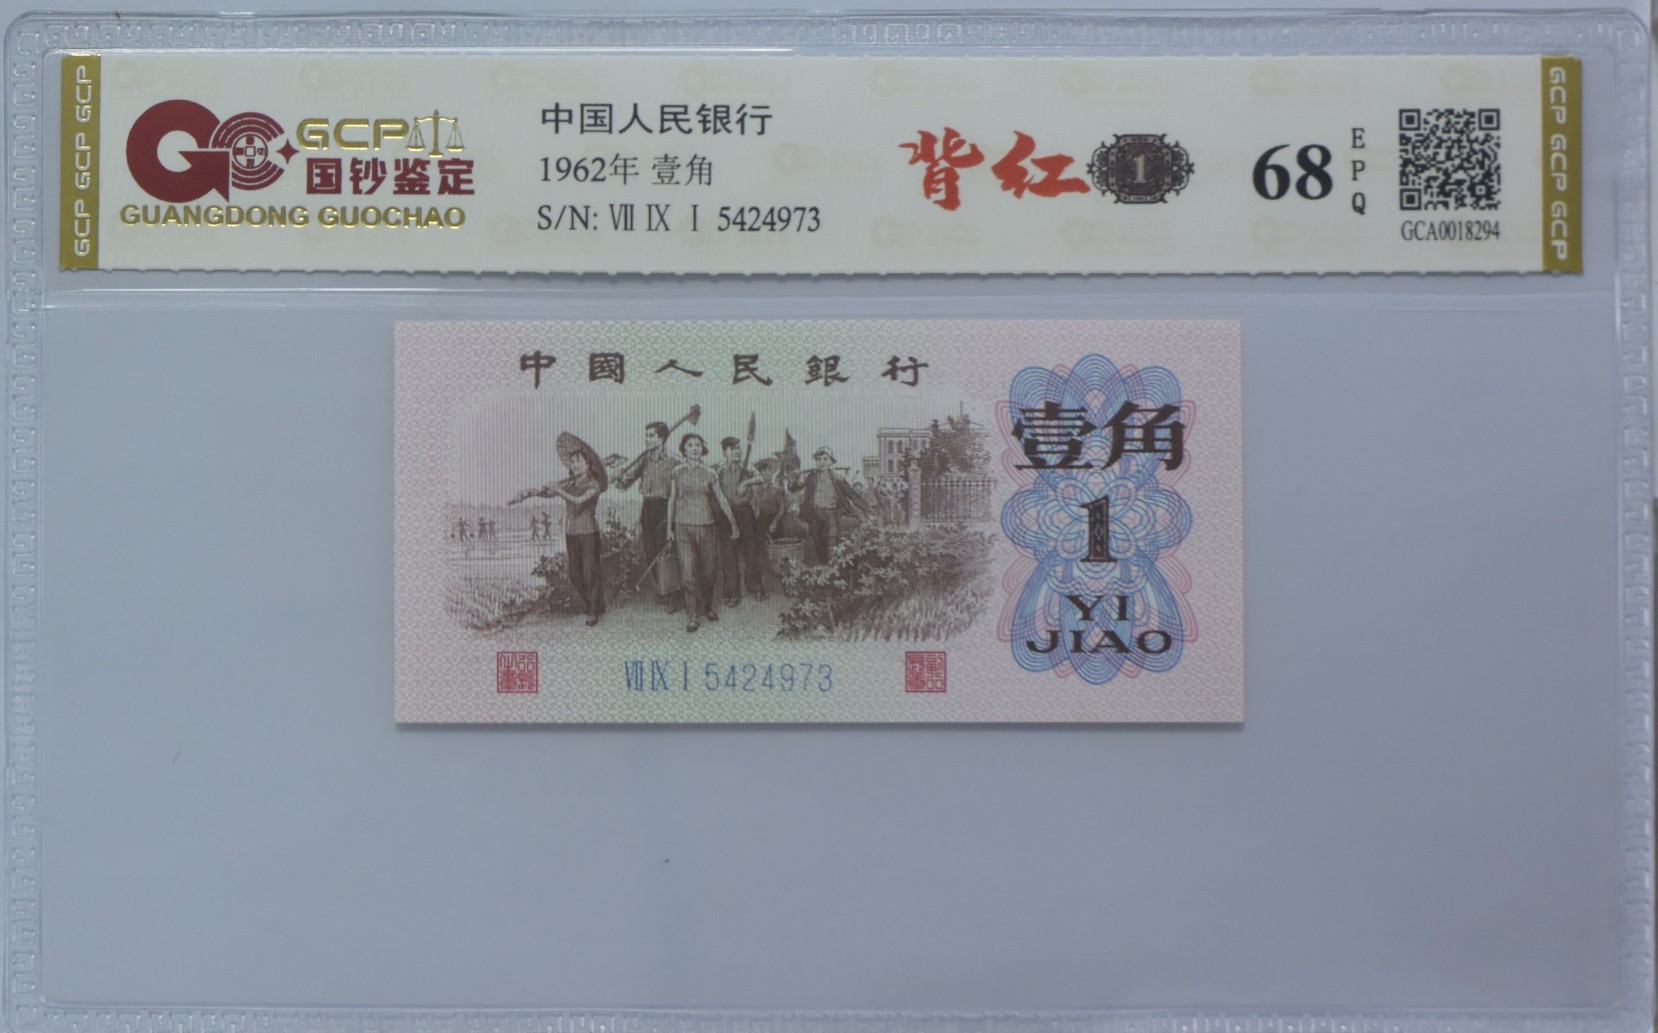 GCP GCP GCP
GCP
国钞鉴定
GUANGDONG GUOCHAO
中国人民银行
1962年 壹角
S/N: Ⅶ Ⅸ Ⅰ 5424973
背红
1
68
EPQ
GCA0018294
GCP GCP GCP
中國人民銀行
壹角
1
YI
JIAO
Ⅶ Ⅸ Ⅰ 5424973